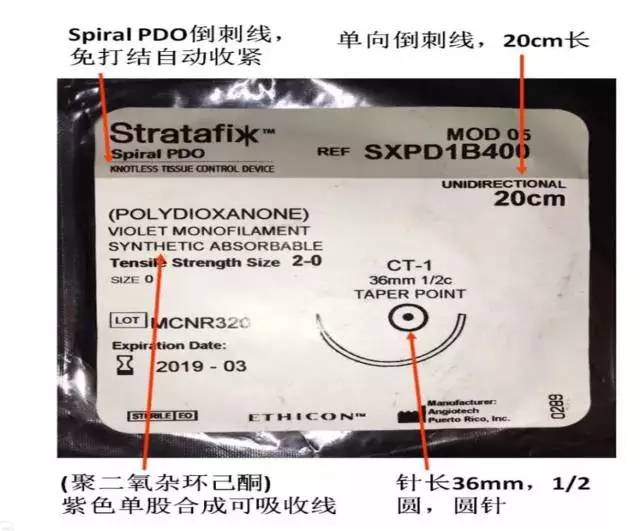 Spiral PDO倒刺线,
免打结自动收紧
单向倒刺线，20cm长
Stratafix™
Spiral PDO
KNOTLESS TISSUE CONTROL DEVICE
MOD 05
REF SXPD1B400
UNIDIRECTIONAL
20cm
(POLYDIOXANONE)
VIOLET MONOFILAMENT
SYNTHETIC ABSORBABLE
Tensile Strength Size 2-0
SIZE 0
CT-1
36mm 1/2c
TAPER POINT
LOT MCNR320
Expiration Date:
2019 - 03
STERILE EO
ETHICON™
Manufacturer:
Angiotech
Puerto Rico, Inc.
0289
(聚二氧杂环己酮)
紫色单股合成可吸收线
针长36mm，1/2
圆，圆针